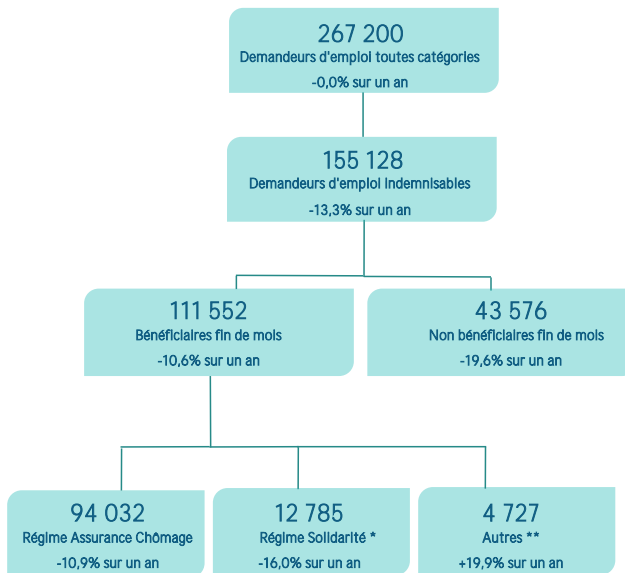 267 200
Demandeurs d'emploi toutes catégories
-0,0% sur un an
155 128
Demandeurs d'emploi indemnisables
-13,3% sur un an
111 552
Bénéficiaires fin de mois
-10,6% sur un an
43 576
Non bénéficiaires fin de mois
-19,6% sur un an
94 032
Régime Assurance Chômage
-10,9% sur un an
12 785
Régime Solidarité *
-16,0% sur un an
4 727
Autres **
+19,9% sur un an